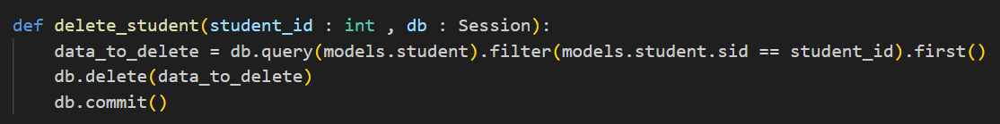 def delete_student(student_id : int , db : Session):
    data_to_delete = db.query(models.student).filter(models.student.sid == student_id).first()
    db.delete(data_to_delete)
    db.commit()